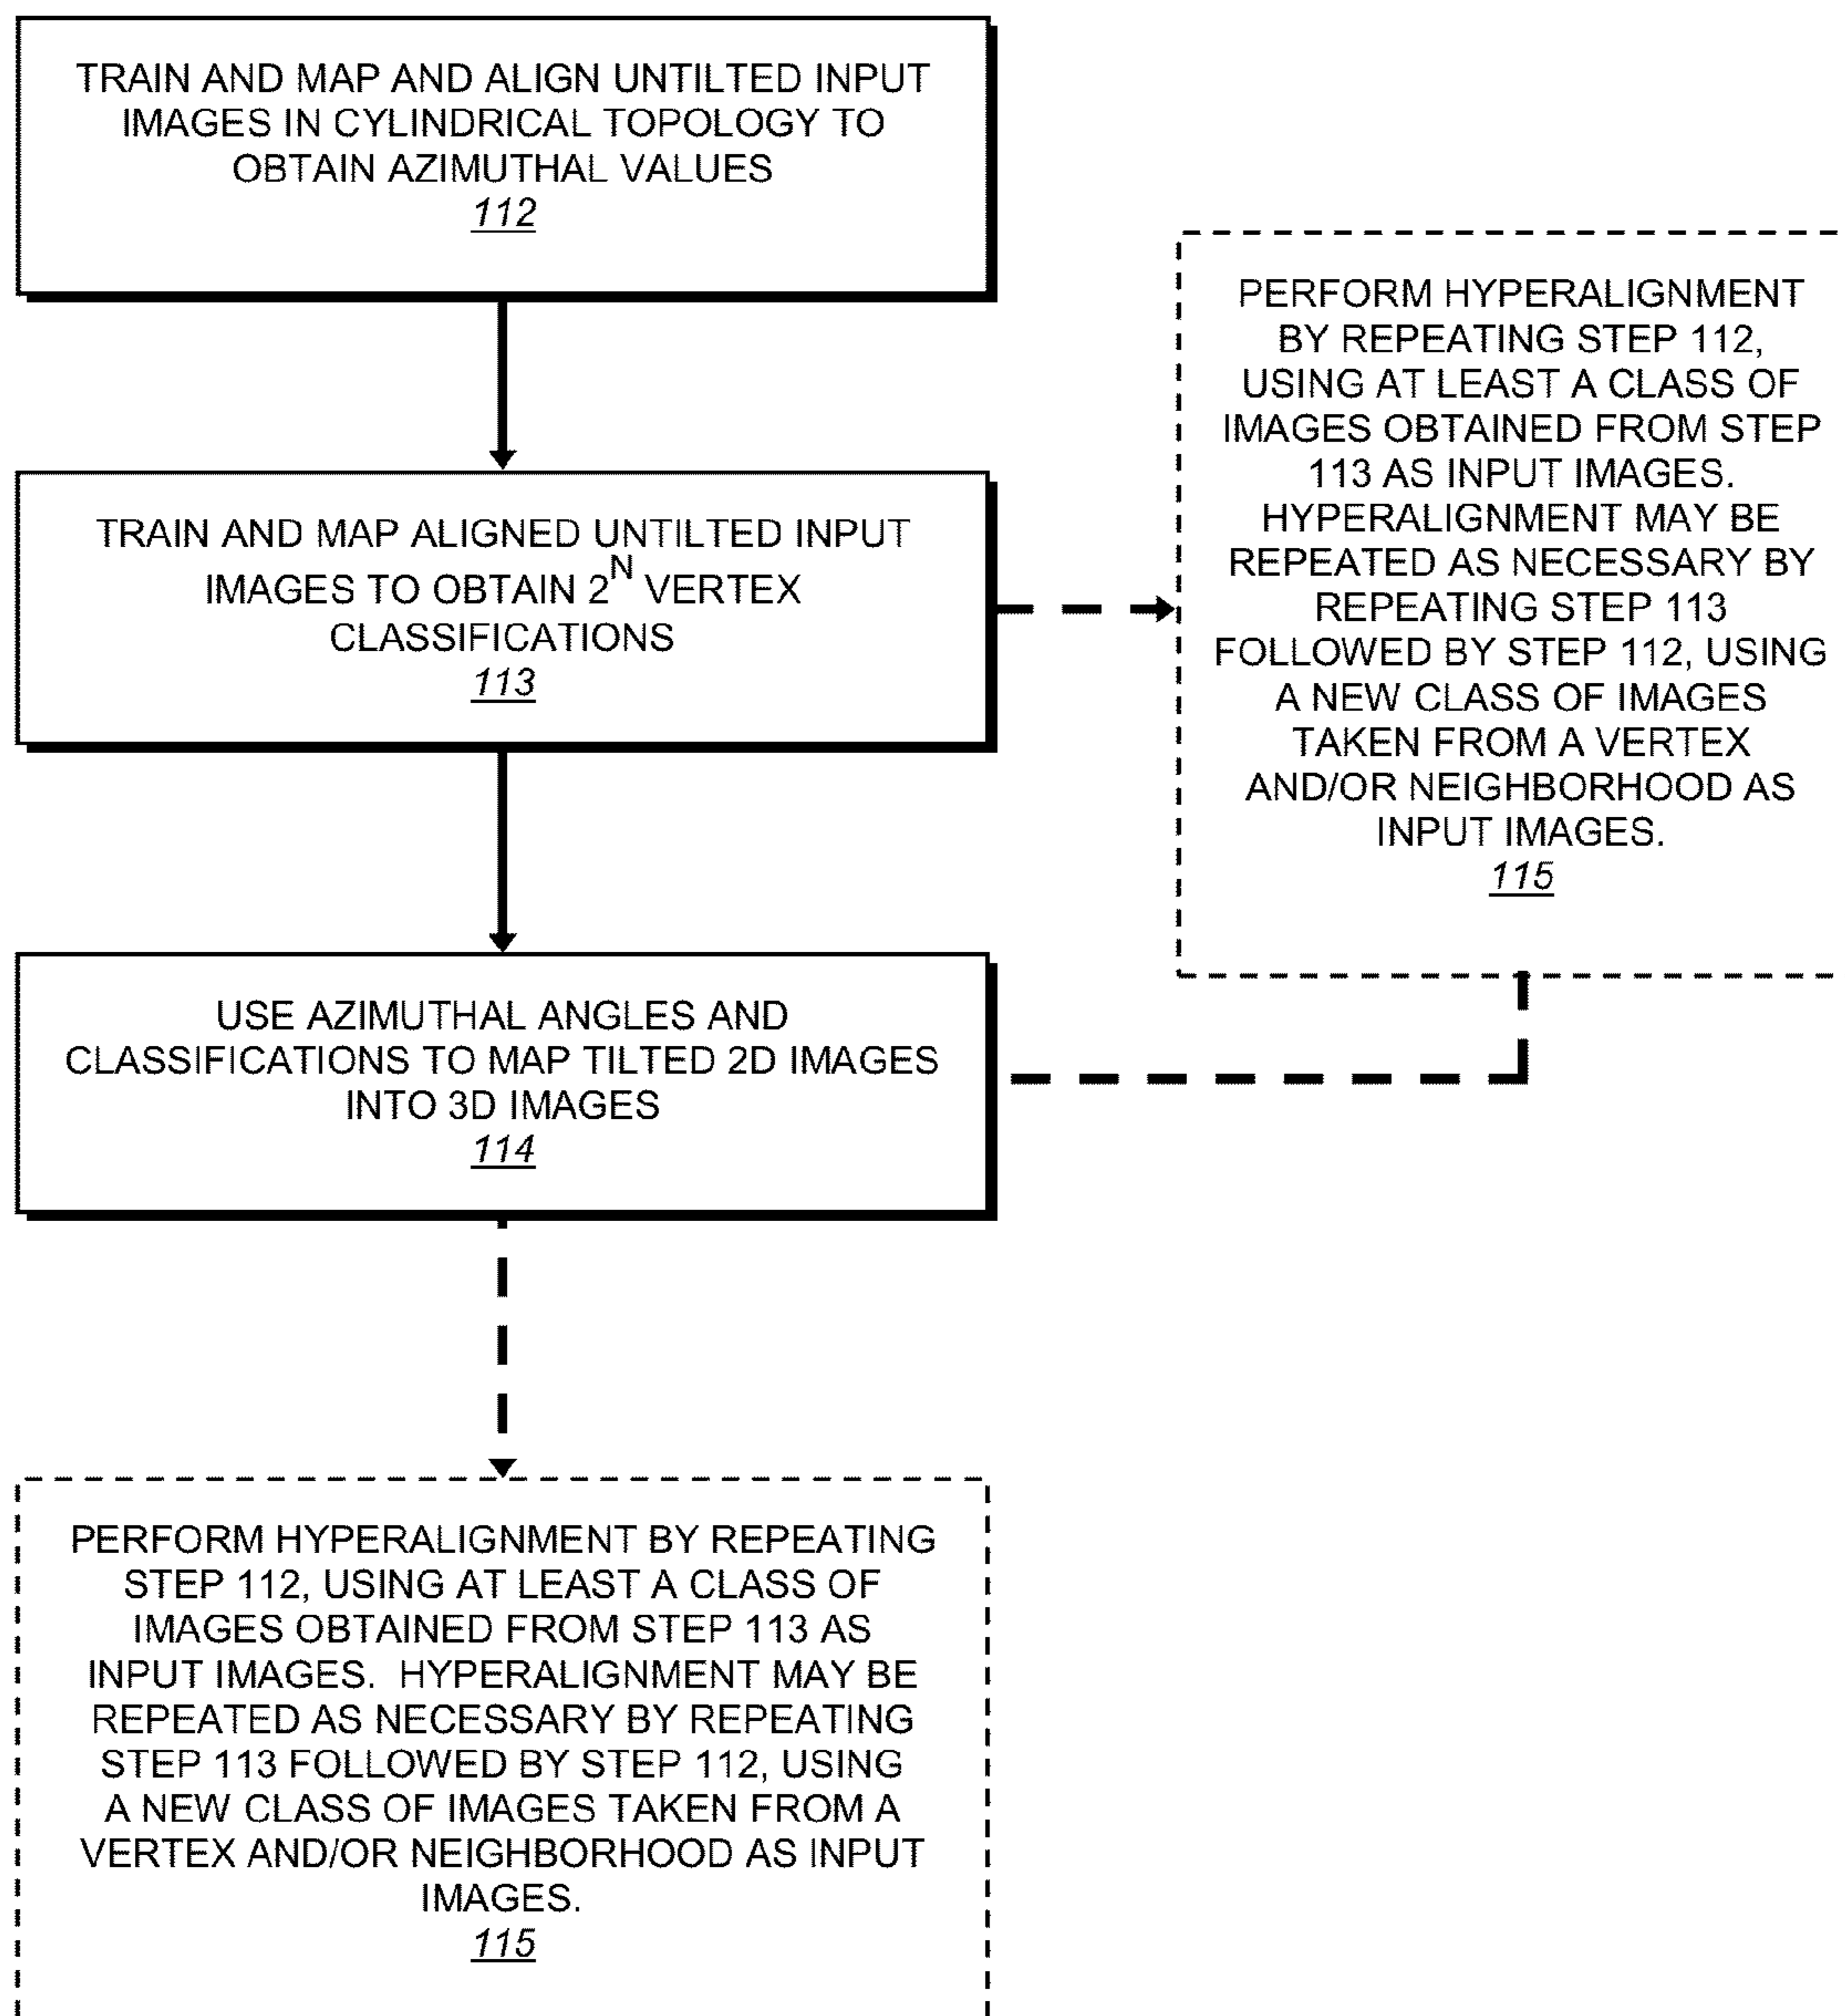 TRAIN AND MAP AND ALIGN UNTILTED INPUT
IMAGES IN CYLINDRICAL TOPOLOGY TO
OBTAIN AZIMUTHAL VALUES
112
TRAIN AND MAP ALIGNED UNTILTED INPUT
IMAGES TO OBTAIN 2^N VERTEX
CLASSIFICATIONS
113
PERFORM HYPERALIGNMENT
BY REPEATING STEP 112,
USING AT LEAST A CLASS OF
IMAGES OBTAINED FROM STEP
113 AS INPUT IMAGES.
HYPERALIGNMENT MAY BE
REPEATED AS NECESSARY BY
REPEATING STEP 113
FOLLOWED BY STEP 112, USING
A NEW CLASS OF IMAGES
TAKEN FROM A VERTEX
AND/OR NEIGHBORHOOD AS
INPUT IMAGES.
115
USE AZIMUTHAL ANGLES AND
CLASSIFICATIONS TO MAP TILTED 2D IMAGES
INTO 3D IMAGES
114
PERFORM HYPERALIGNMENT BY REPEATING
STEP 112, USING AT LEAST A CLASS OF
IMAGES OBTAINED FROM STEP 113 AS
INPUT IMAGES. HYPERALIGNMENT MAY BE
REPEATED AS NECESSARY BY REPEATING
STEP 113 FOLLOWED BY STEP 112, USING
A NEW CLASS OF IMAGES TAKEN FROM A
VERTEX AND/OR NEIGHBORHOOD AS INPUT
IMAGES.
115